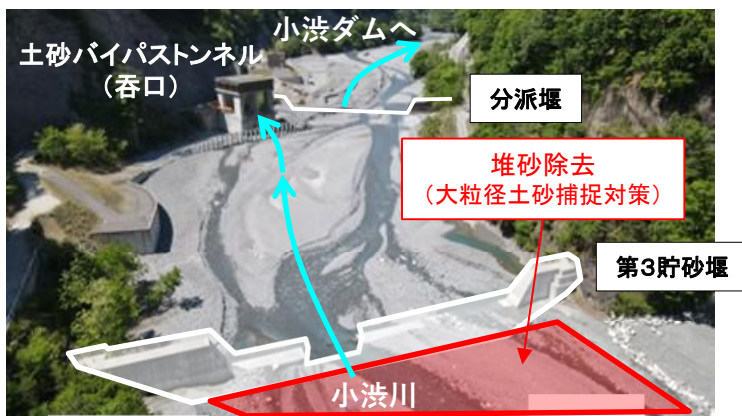 小渋ダムへ
土砂バイパストンネル
（呑口）
分派堰
堆砂除去
（大粒径土砂捕捉対策）
第3貯砂堰
小渋川